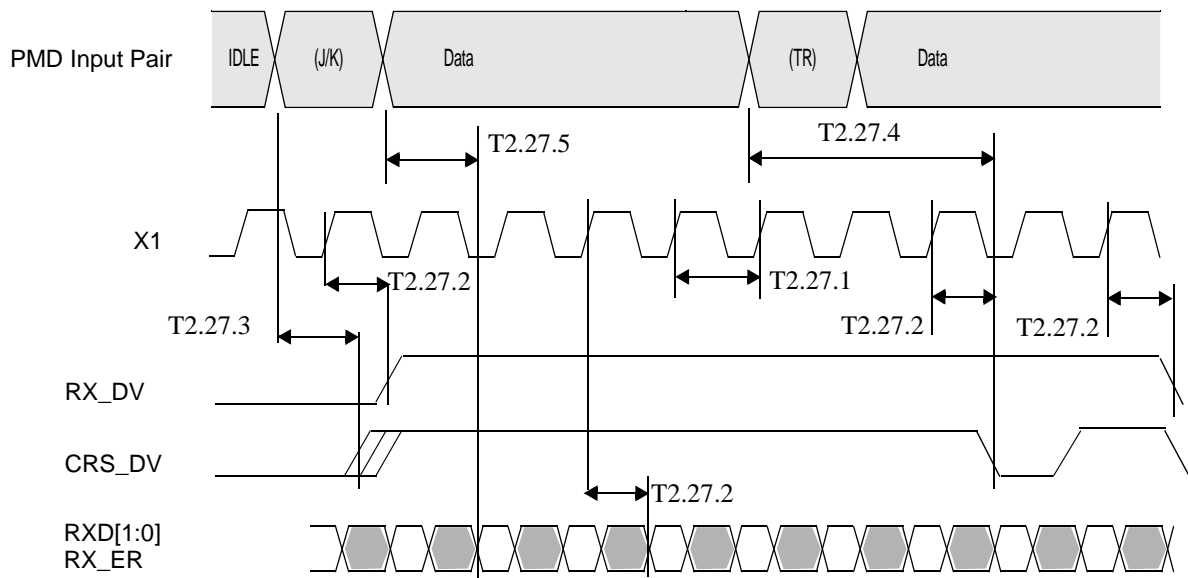 PMD Input Pair
IDLE
(J/K)
Data
(TR)
Data
T2.27.5
T2.27.4
X1
T2.27.2
T2.27.1
T2.27.3
T2.27.2
T2.27.2
RX_DV
CRS_DV
T2.27.2
RXD[1:0]
RX_ER